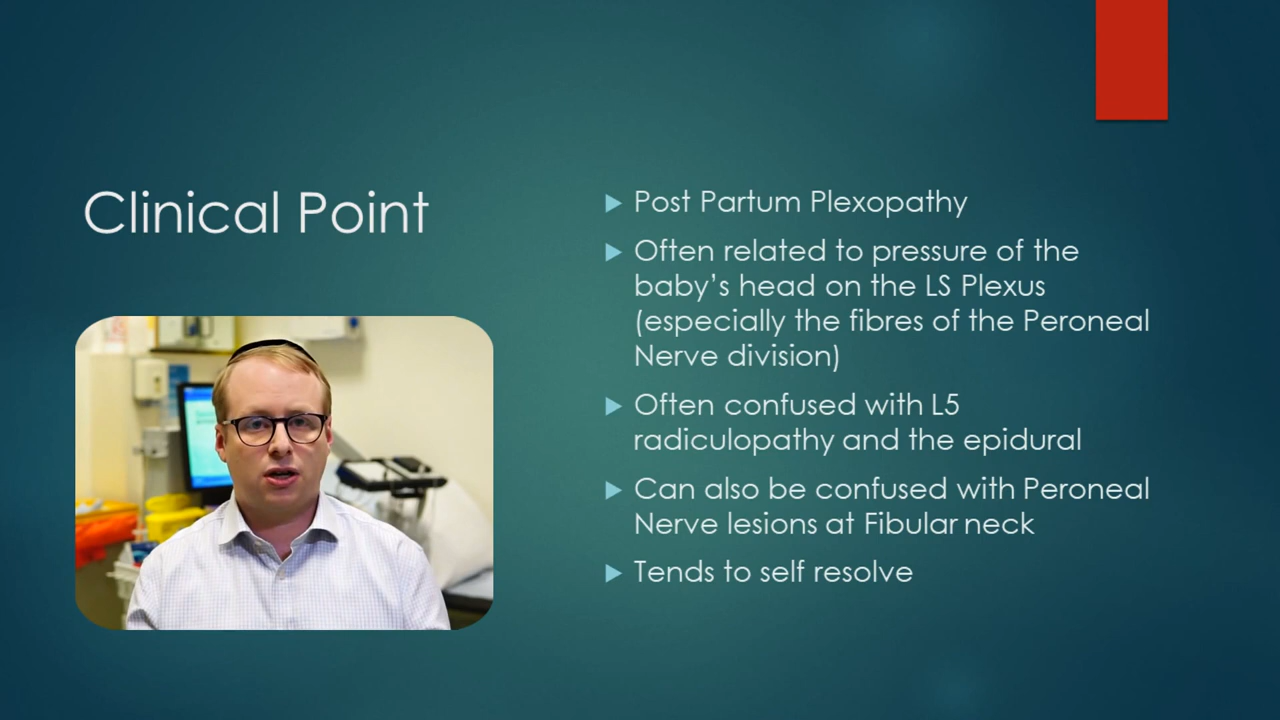 Clinical Point
Post Partum Plexopathy
Often related to pressure of the
baby's head on the LS Plexus
(especially the fibres of the Peroneal
Nerve division)
Often confused with L5
radiculopathy and the epidural
Can also be confused with Peroneal
Nerve lesions at Fibular neck
Tends to self resolve